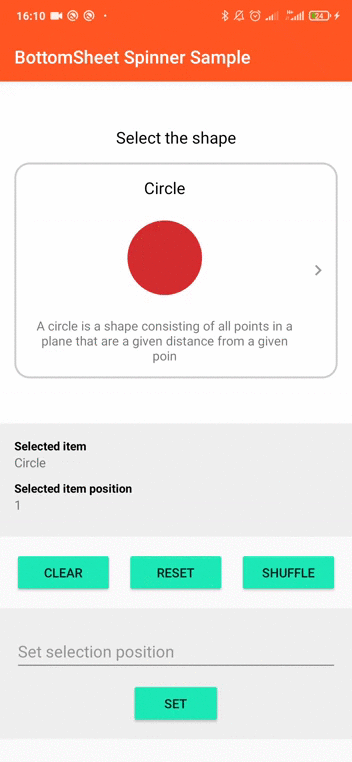 16:10
24
BottomSheet Spinner Sample
Select the shape
Circle
A circle is a shape consisting of all points in a
plane that are a given distance from a given
poin
Selected item
Circle
Selected item position
1
CLEAR RESET SHUFFLE
Set selection position
SET